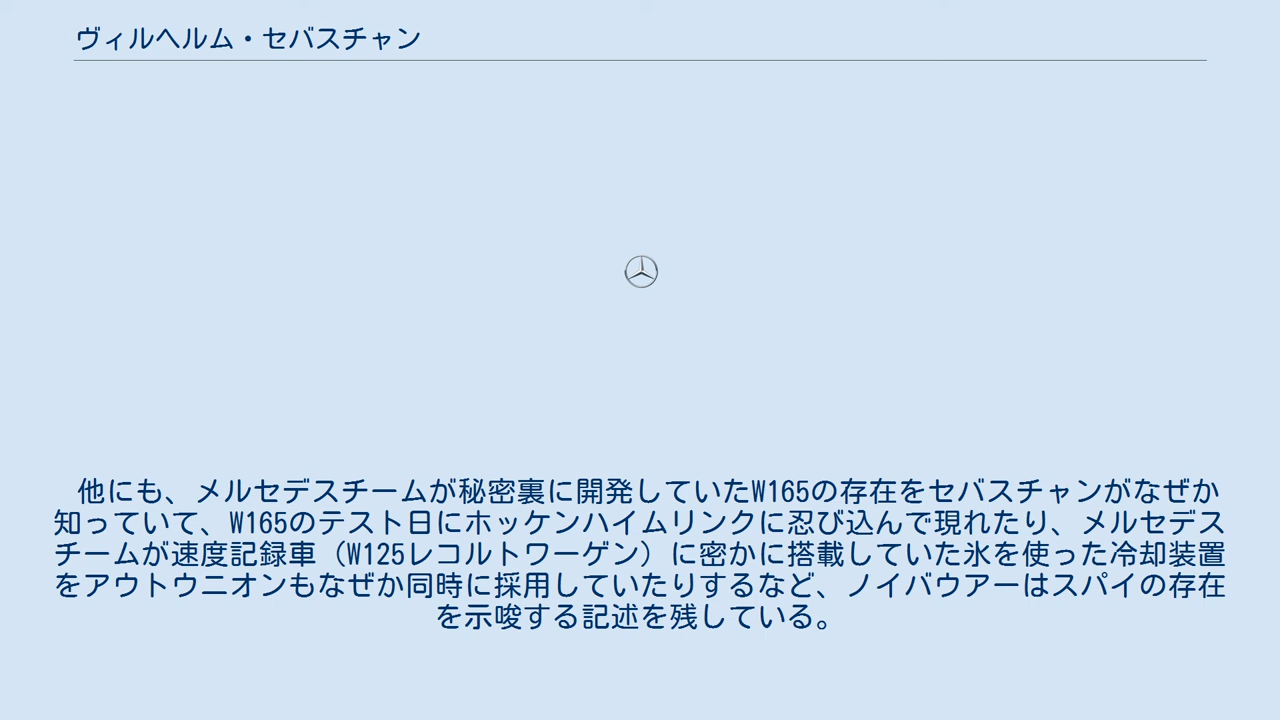 ヴィルヘルム・セバスチャン
他にも、メルセデスチームが秘密裏に開発していたW165の存在をセバスチャンがなぜか
知っていて、W165のテスト日にホッケンハイムリンクに忍び込んで現れたり、メルセデス
チームが速度記録車（W125レコルトワーゲン）に密かに搭載していた氷を使った冷却装置
をアウトウニオンもなぜか同時に採用していたりするなど、ノイバウアーはスパイの存在
を示唆する記述を残している。